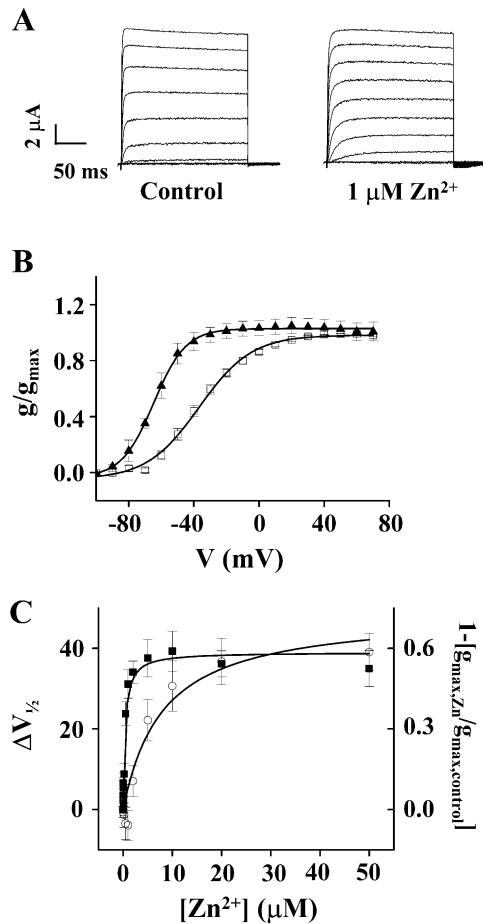 A
2 μA
50 ms
Control
1 μM Zn²⁺
B
g/gmax
1.2
0.8
0.4
0.0
-80 -40 0 40 80
V (mV)
C
ΔV½
40
20
0
0.6
0.3
0.0
1-[gmax,Zn/gmax,control]
0 10 20 30 40 50
[Zn²⁺] (μM)